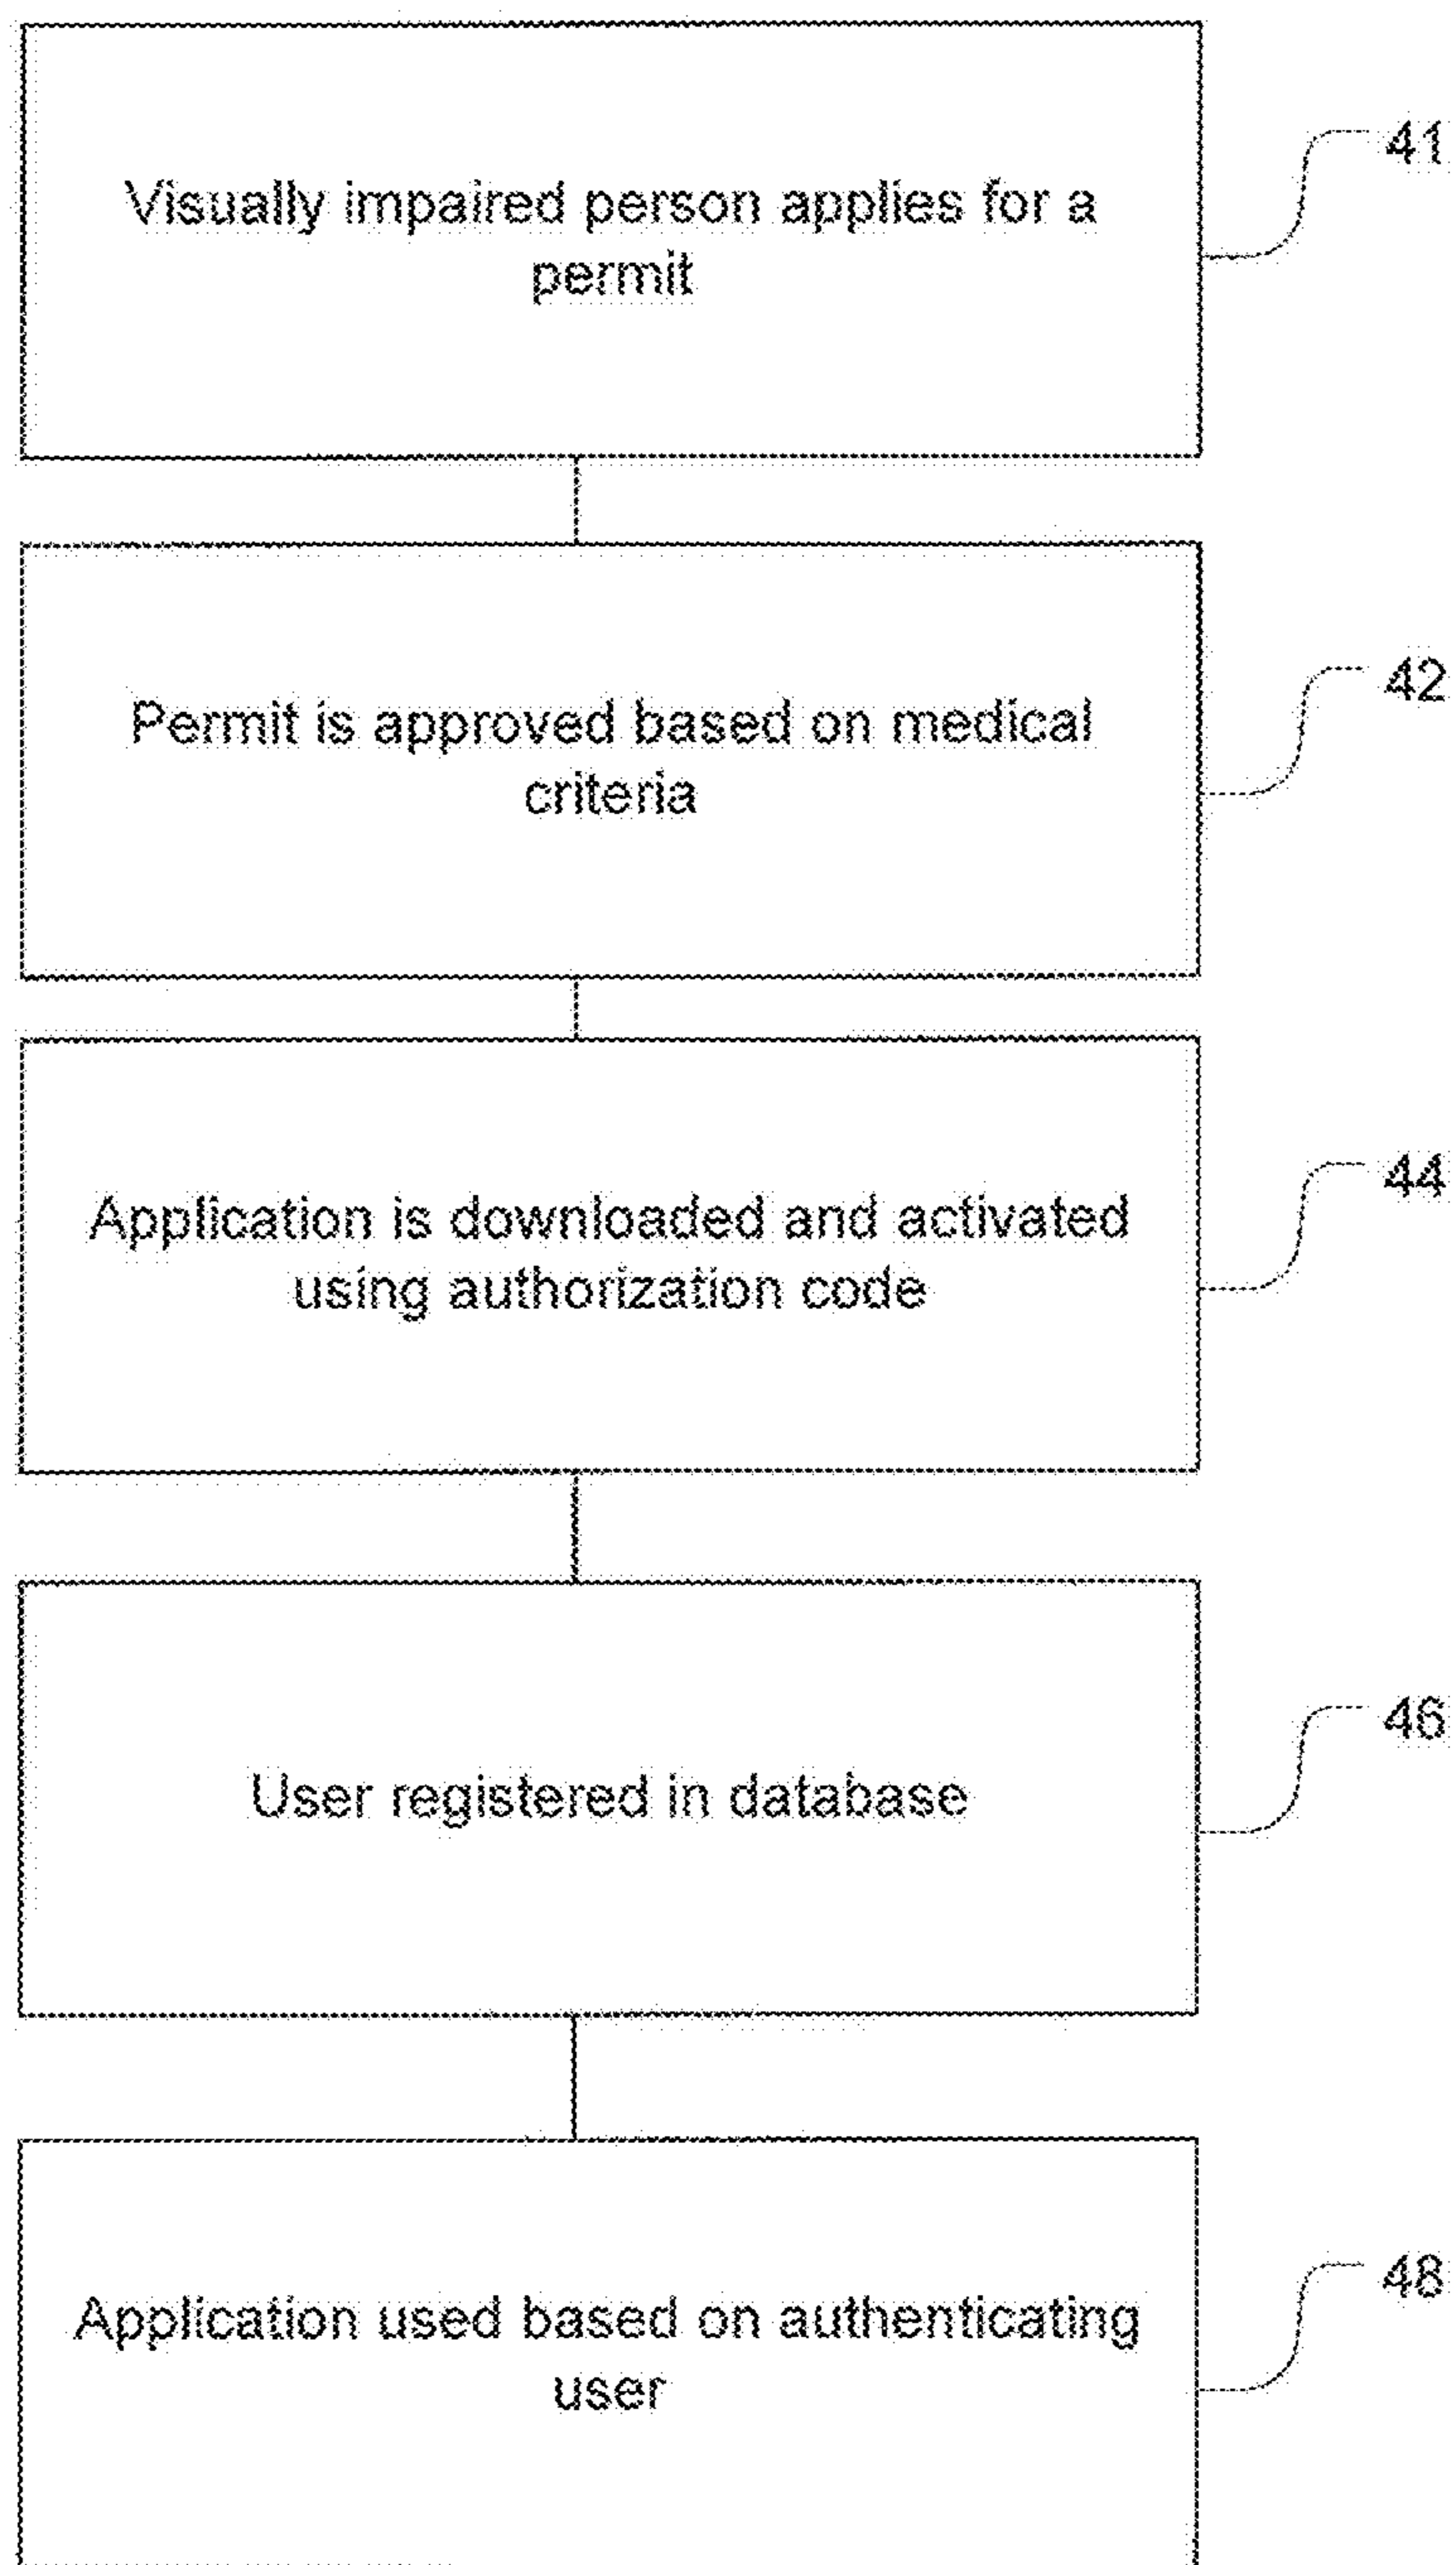 Visually impaired person applies for a
permit
41
Permit is approved based on medical
criteria
42
Application is downloaded and activated
using authorization code
44
User registered in database
46
Application used based on authenticating
user
48